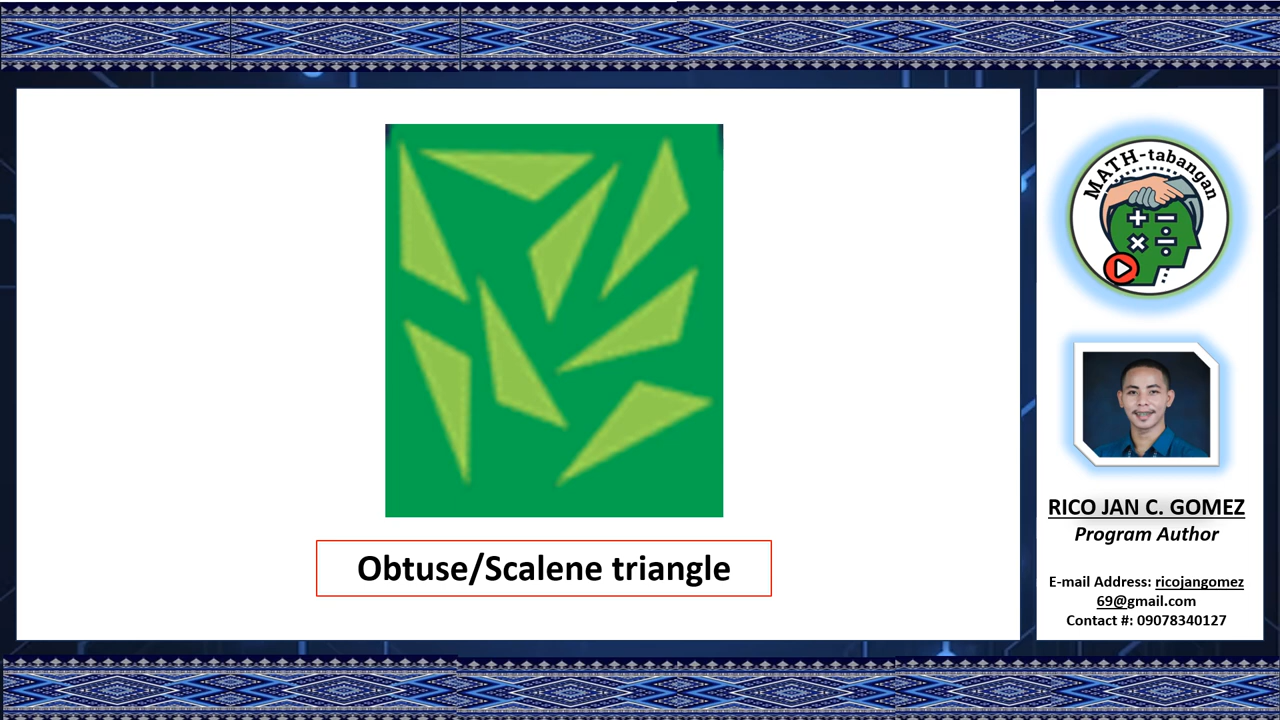 MATH-tabangan
Obtuse/Scalene triangle
RICO JAN C. GOMEZ
Program Author
E-mail Address: ricojangomez
69@gmail.com
Contact #: 09078340127